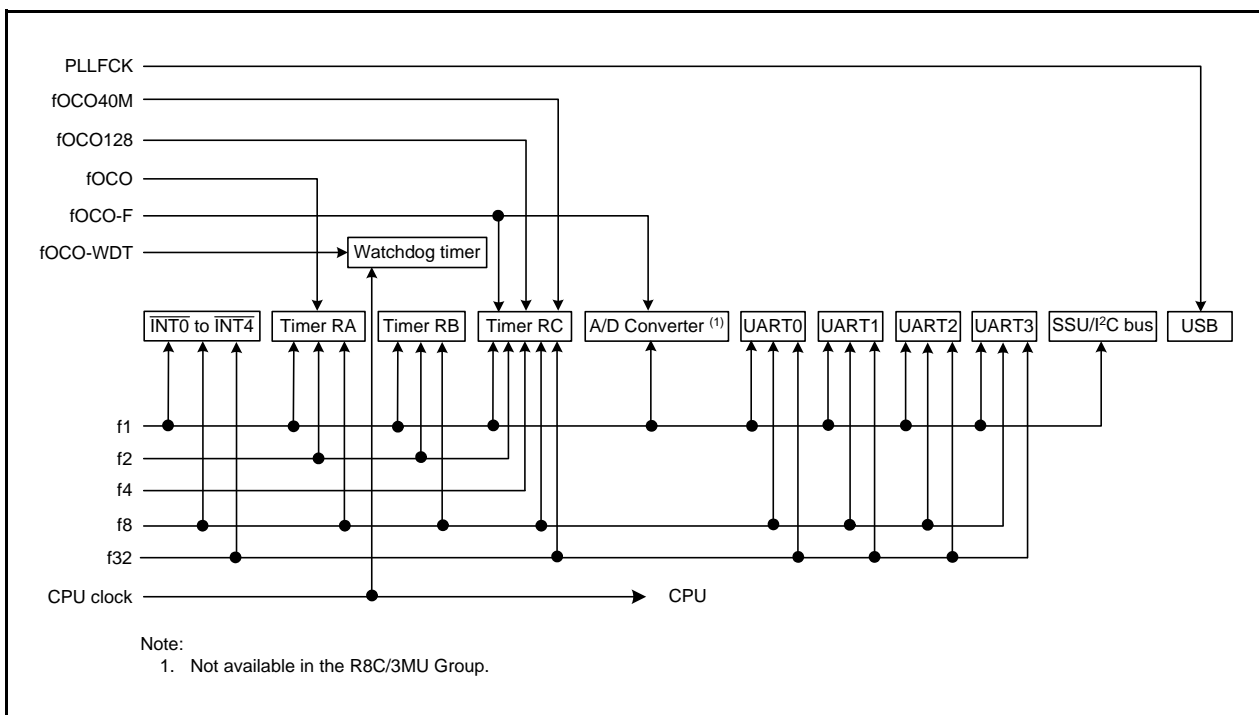 PLLFCK
fOCO40M
fOCO128
fOCO
fOCO-F
fOCO-WDT
Watchdog timer
INT0 to INT4
Timer RA
Timer RB
Timer RC
A/D Converter (1)
UART0
UART1
UART2
UART3
SSU/I²C bus
USB
f1
f2
f4
f8
f32
CPU clock
CPU
Note:
1. Not available in the R8C/3MU Group.